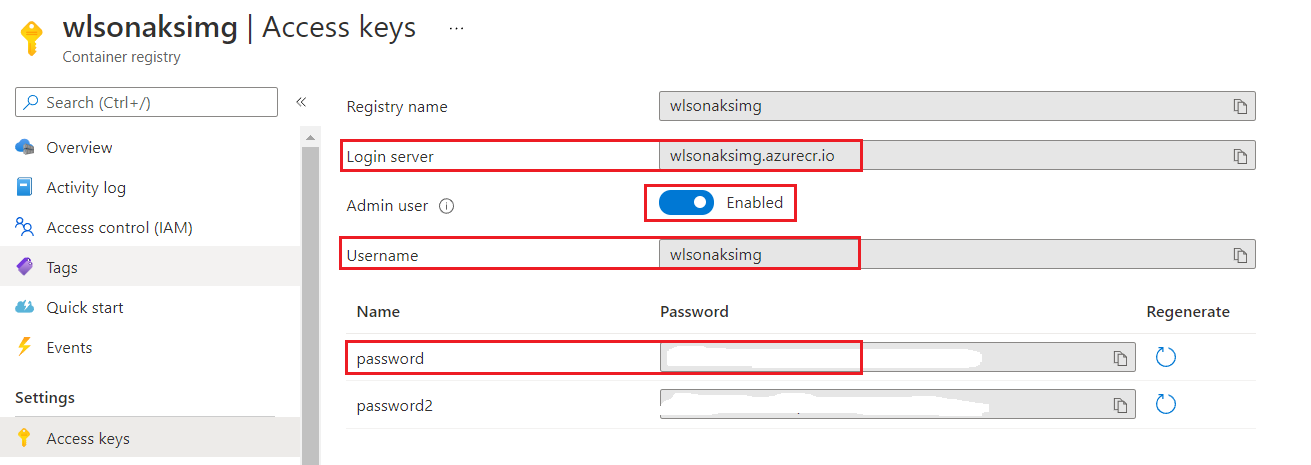 wlsonaksimg | Access keys ...
Container registry
Search (Ctrl+/) «
Overview
Activity log
Access control (IAM)
Tags
Quick start
Events
Settings
Access keys
Registry name wlsonaksimg
Login server wlsonaksimg.azurecr.io
Admin user Enabled
Username wlsonaksimg
Name Password Regenerate
password
password2